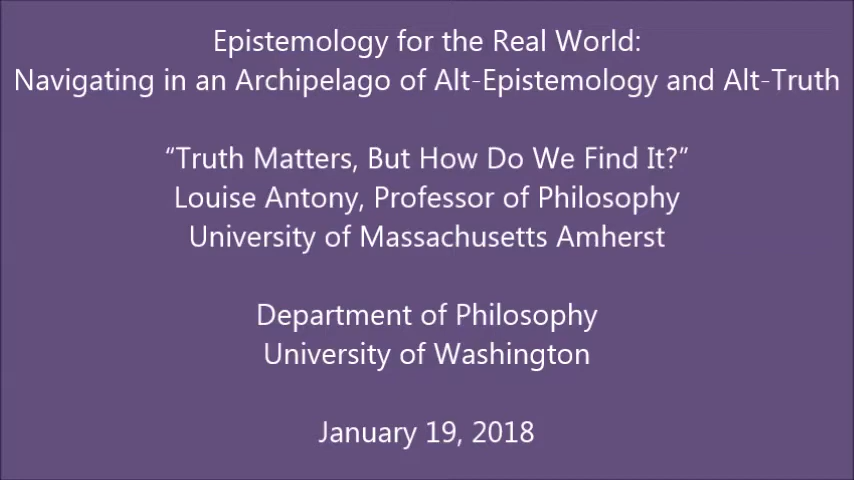 Epistemology for the Real World:
Navigating in an Archipelago of Alt-Epistemology and Alt-Truth
“Truth Matters, But How Do We Find It?”
Louise Antony, Professor of Philosophy
University of Massachusetts Amherst
Department of Philosophy
University of Washington
January 19, 2018